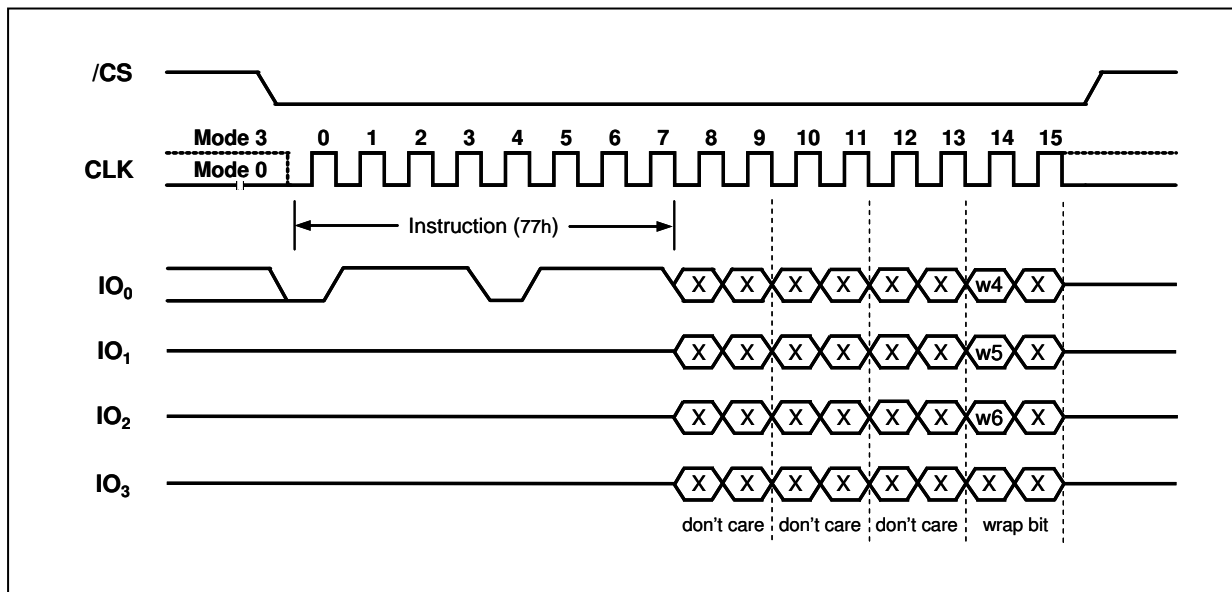 /CS
Mode 3 0 1 2 3 4 5 6 7 8 9 10 11 12 13 14 15
CLK Mode 0
Instruction (77h)
IO0 X X X X X X w4 X
IO1 X X X X X X w5 X
IO2 X X X X X X w6 X
IO3 X X X X X X X X
don't care don't care don't care wrap bit